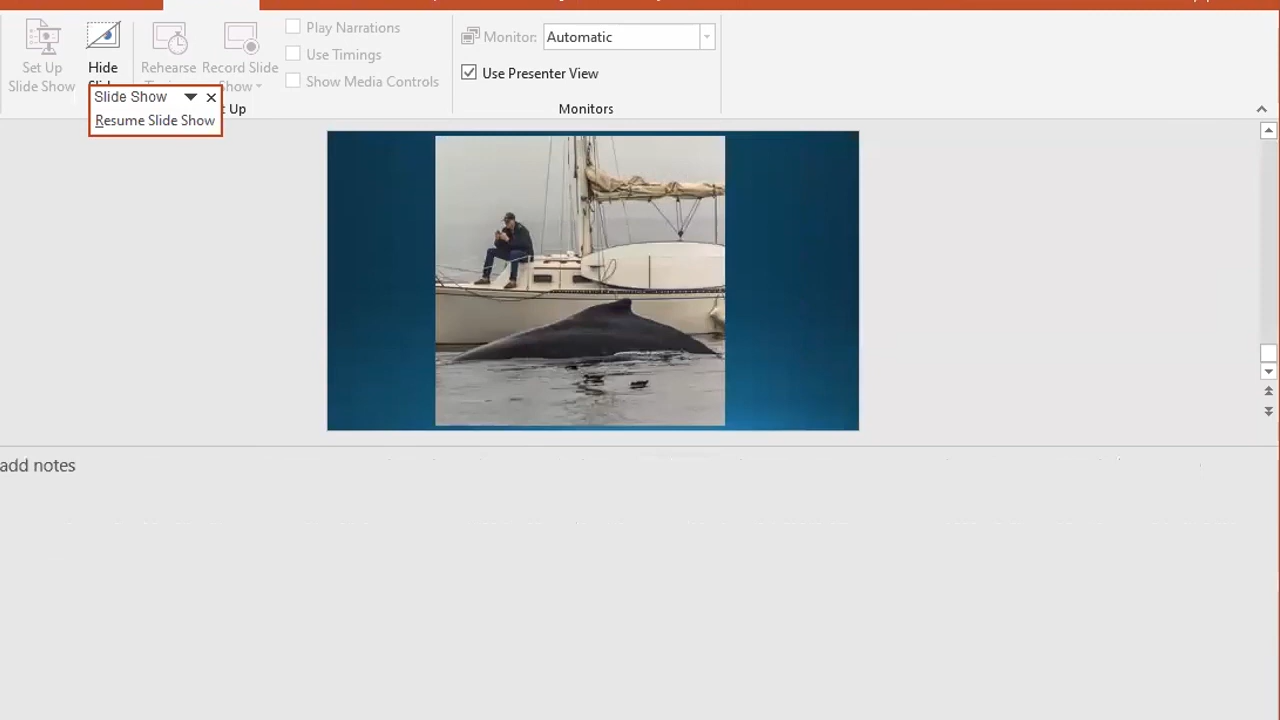 Set Up
Slide Show
Hide
Rehearse
Record Slide
Show
Play Narrations
Use Timings
Show Media Controls
Up
Monitor:
Automatic
Use Presenter View
Monitors
Slide Show
Resume Slide Show
add notes